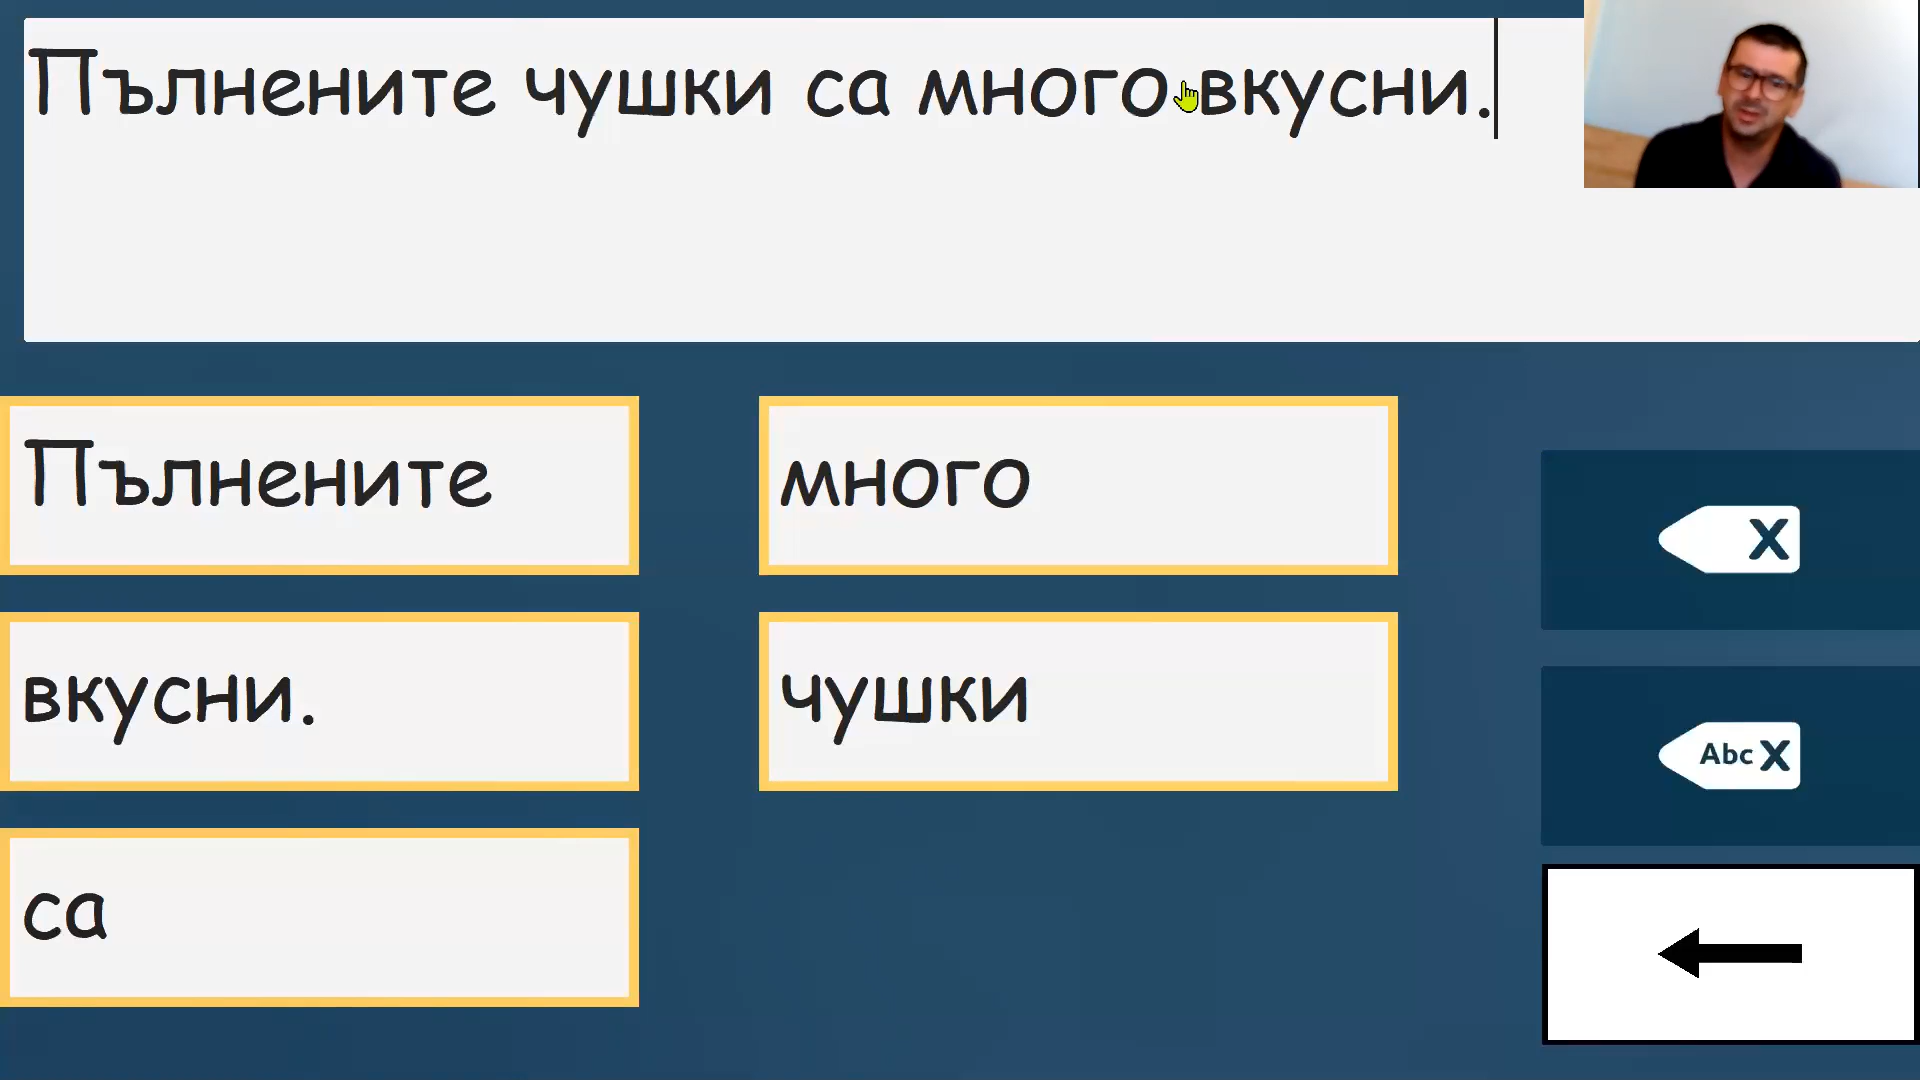 Пълнените чушки са много вкусни.
Пълнените
много
X
вкусни.
чушки
Abc X
са